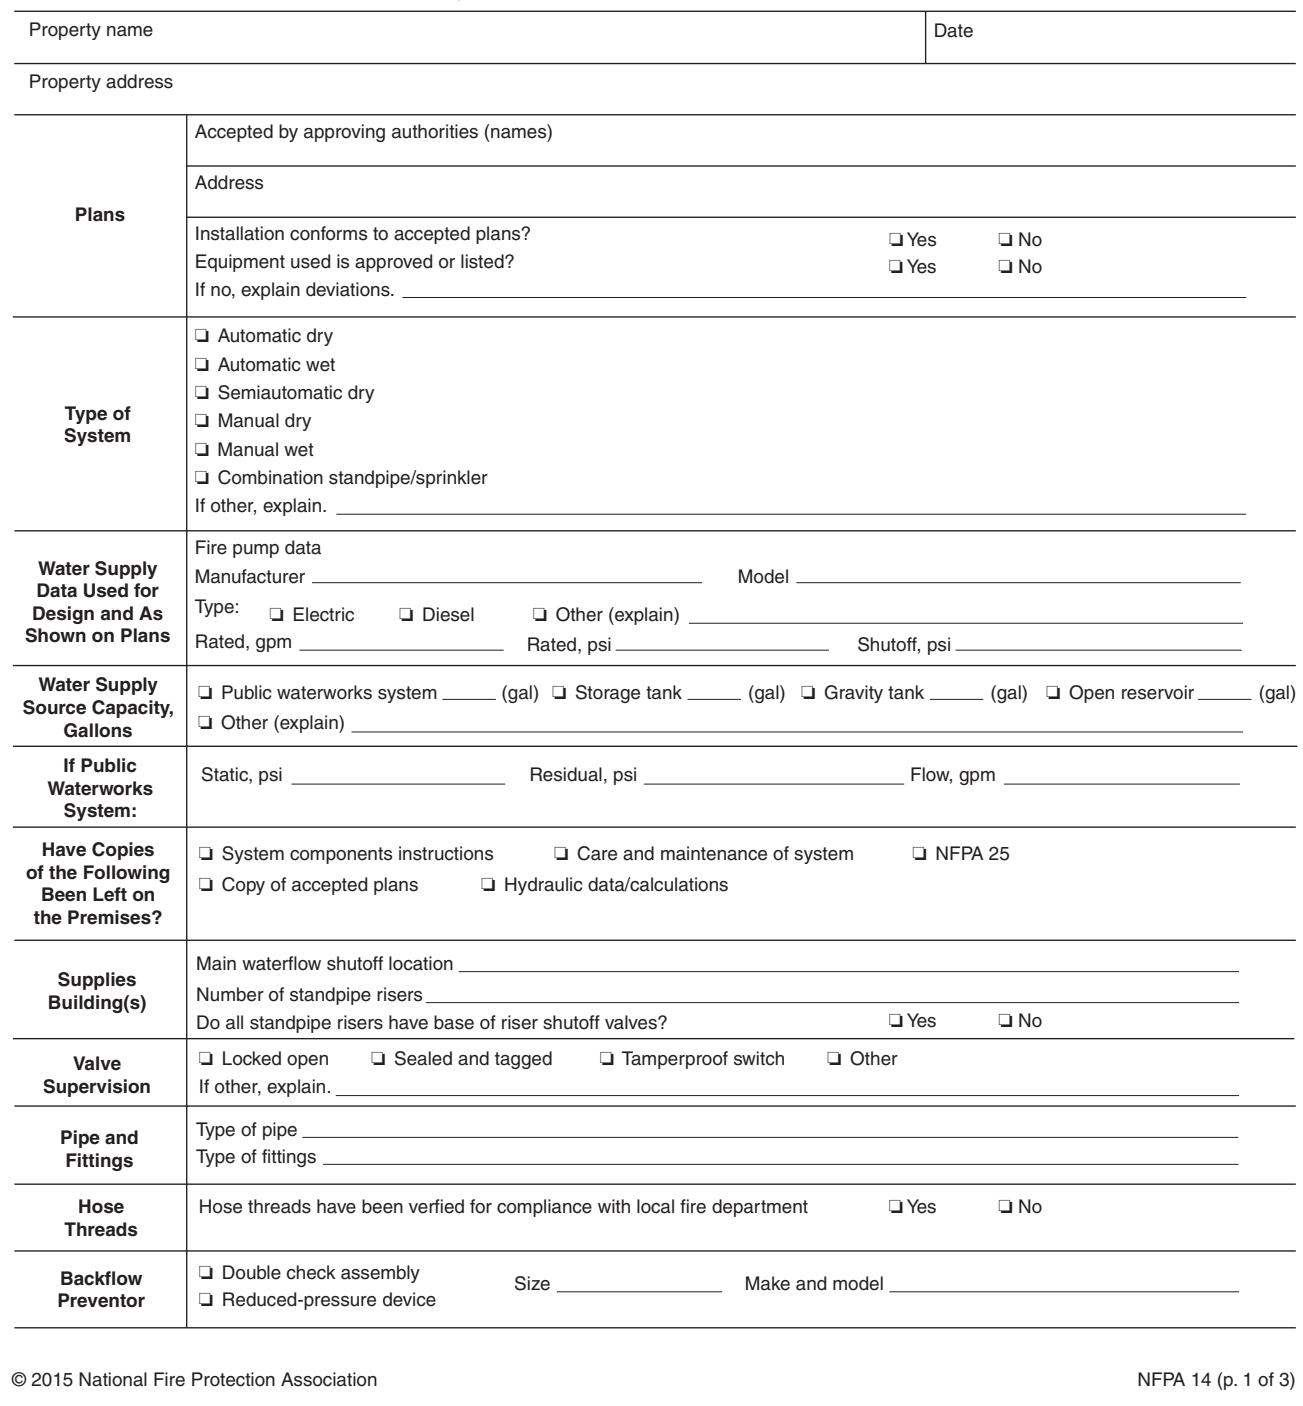 Property name Date
Property address
Plans
Accepted by approving authorities (names)
Address
Installation conforms to accepted plans? ❏ Yes ❏ No
Equipment used is approved or listed? ❏ Yes ❏ No
If no, explain deviations.
Type of
System
❏ Automatic dry
❏ Automatic wet
❏ Semiautomatic dry
❏ Manual dry
❏ Manual wet
❏ Combination standpipe/sprinkler
If other, explain.
Water Supply
Data Used for
Design and As
Shown on Plans
Fire pump data
Manufacturer Model
Type: ❏ Electric ❏ Diesel ❏ Other (explain)
Rated, gpm Rated, psi Shutoff, psi
Water Supply
Source Capacity,
Gallons
❏ Public waterworks system (gal) ❏ Storage tank (gal) ❏ Gravity tank (gal) ❏ Open reservoir (gal)
❏ Other (explain)
If Public
Waterworks
System:
Static, psi Residual, psi Flow, gpm
Have Copies
of the Following
Been Left on
the Premises?
❏ System components instructions ❏ Care and maintenance of system ❏ NFPA 25
❏ Copy of accepted plans ❏ Hydraulic data/calculations
Supplies
Building(s)
Main waterflow shutoff location
Number of standpipe risers
Do all standpipe risers have base of riser shutoff valves? ❏ Yes ❏ No
Valve
Supervision
❏ Locked open ❏ Sealed and tagged ❏ Tamperproof switch ❏ Other
If other, explain.
Pipe and
Fittings
Type of pipe
Type of fittings
Hose
Threads
Hose threads have been verfied for compliance with local fire department ❏ Yes ❏ No
Backflow
Preventor
❏ Double check assembly
❏ Reduced-pressure device
Size Make and model
© 2015 National Fire Protection Association NFPA 14 (p. 1 of 3)